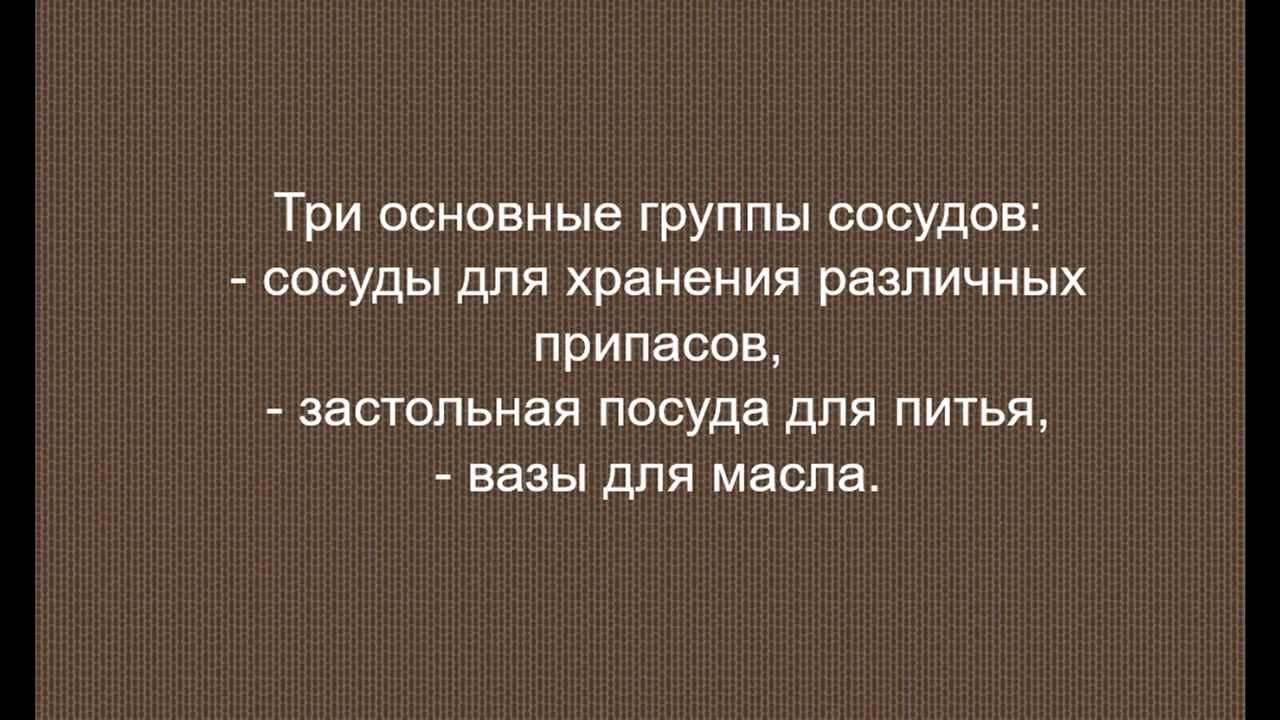 Три основные группы сосудов:
- сосуды для хранения различных
припасов,
- застольная посуда для питья,
- вазы для масла.